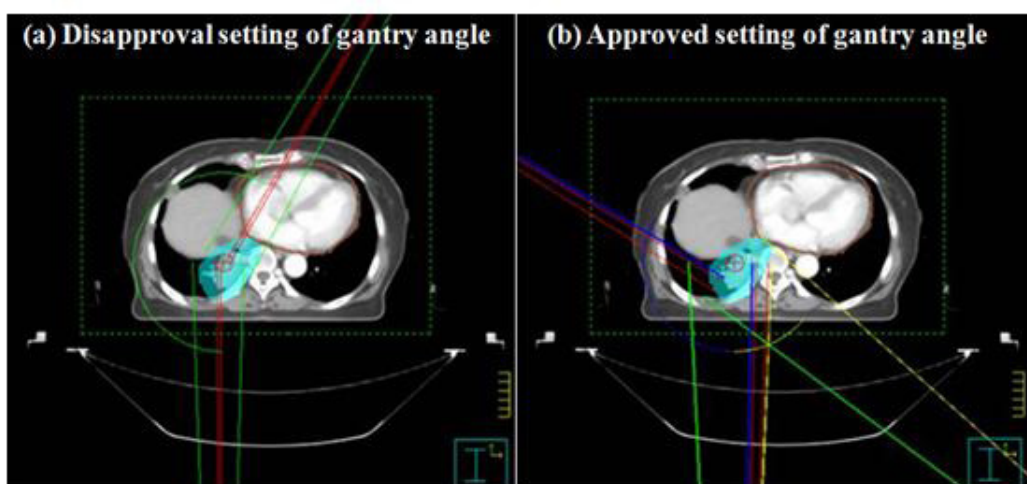 (a) Disapproval setting of gantry angle
(b) Approved setting of gantry angle